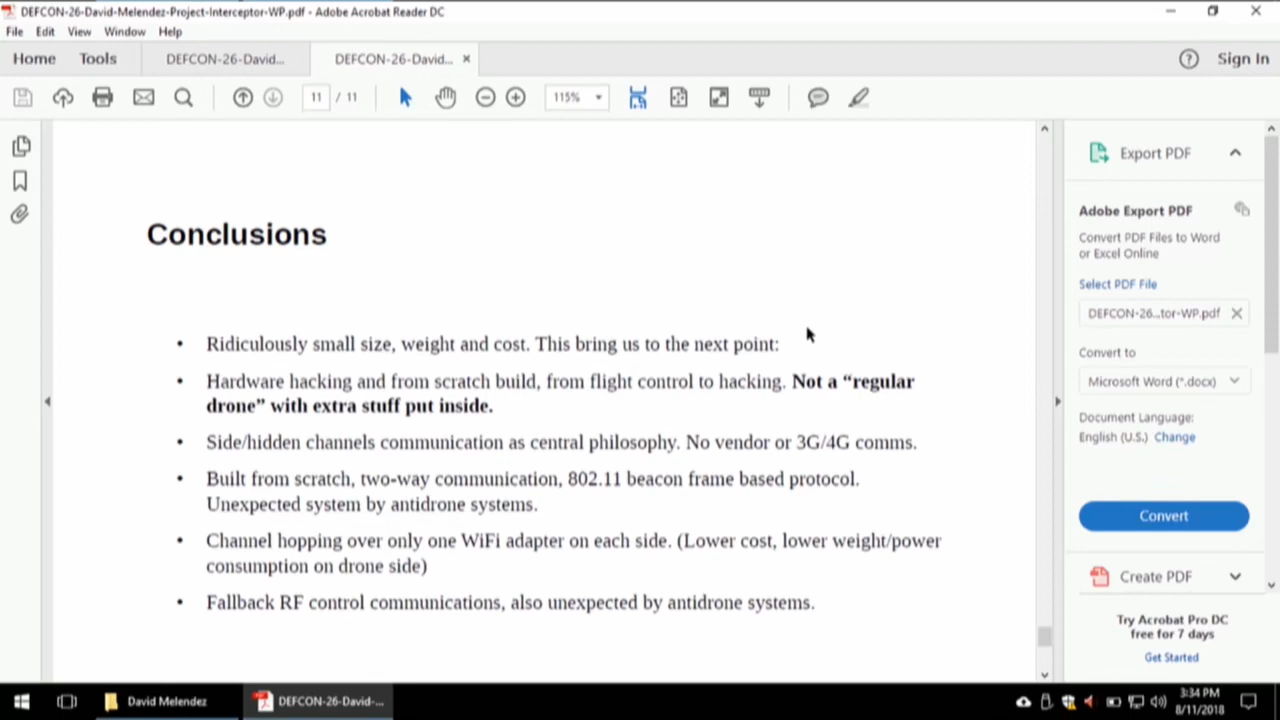 DEFCON-26-David-Melendez-Project-Interceptor-WP.pdf - Adobe Acrobat Reader DC
File Edit View Window Help
Home Tools DEFCON-26-David... DEFCON-26-David... ×
Sign In
11 / 11 115%
Conclusions
• Ridiculously small size, weight and cost. This bring us to the next point:
• Hardware hacking and from scratch build, from flight control to hacking. Not a “regular
drone” with extra stuff put inside.
• Side/hidden channels communication as central philosophy. No vendor or 3G/4G comms.
• Built from scratch, two-way communication, 802.11 beacon frame based protocol.
Unexpected system by antidrone systems.
• Channel hopping over only one WiFi adapter on each side. (Lower cost, lower weight/power
consumption on drone side)
• Fallback RF control communications, also unexpected by antidrone systems.
Export PDF
Adobe Export PDF
Convert PDF Files to Word
or Excel Online
Select PDF File
DEFCON-26...tor-WP.pdf
Convert to
Microsoft Word (*.docx)
Document Language:
English (U.S.) Change
Convert
Create PDF
Try Acrobat Pro DC
free for 7 days
Get Started
David Melendez
DEFCON-26-David-...
3:34 PM
8/11/2018